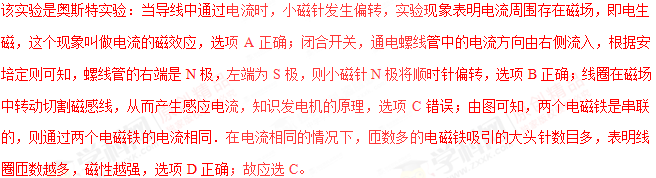 该实验是奥斯特实验：当导线中通过电流时，小磁针发生偏转，实验现象表明电流周围存在磁场，即电生
磁，这个现象叫做电流的磁效应，选项 A 正确；闭合开关，通电螺线管中的电流方向由右侧流入，根据安
培定则可知，螺线管的右端是 N 极，左端为 S 极，则小磁针 N 极将顺时针偏转，选项 B 正确；线圈在磁场
中转动切割磁感线，从而产生感应电流，知识发电机的原理，选项 C 错误；由图可知，两个电磁铁是串联
的，则通过两个电磁铁的电流相同．在电流相同的情况下，匝数多的电磁铁吸引的大头针数目多，表明线
圈匝数越多，磁性越强，选项 D 正确；故应选 C。